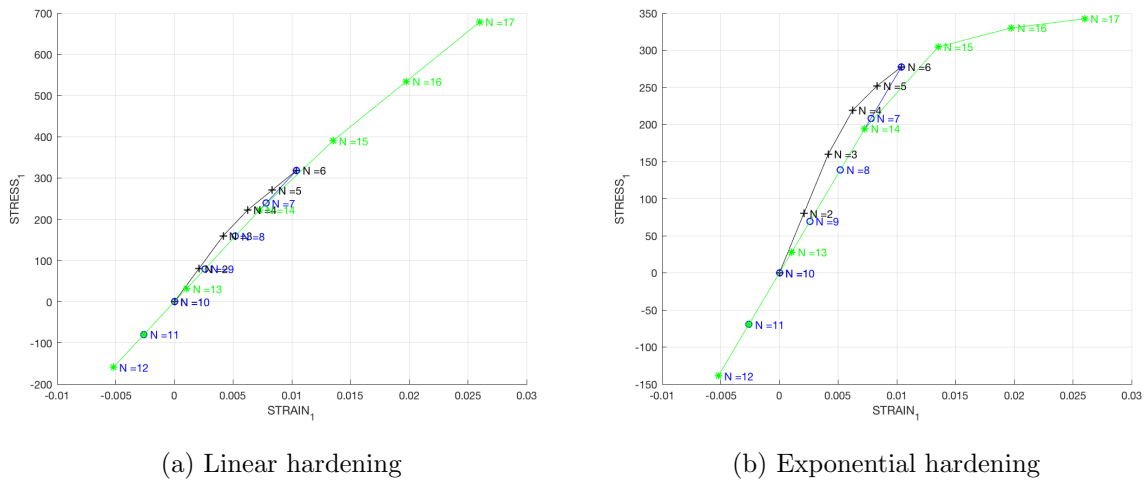 700
600
500
400
300
200
100
0
-100
-200
STRESS1
N =17
N =16
N =15
N =6
N =5
N =7
N =4
N =14
N =3
N =8
N =2
N =9
N =13
N =10
N =11
N =12
-0.01 -0.005 0 0.005 0.01 0.015 0.02 0.025 0.03
STRAIN1
(a) Linear hardening
350
300
250
200
150
100
50
0
-50
-100
-150
STRESS1
N =17
N =16
N =15
N =6
N =5
N =4
N =7
N =14
N =3
N =8
N =2
N =9
N =13
N =10
N =11
N =12
-0.01 -0.005 0 0.005 0.01 0.015 0.02 0.025 0.03
STRAIN1
(b) Exponential hardening